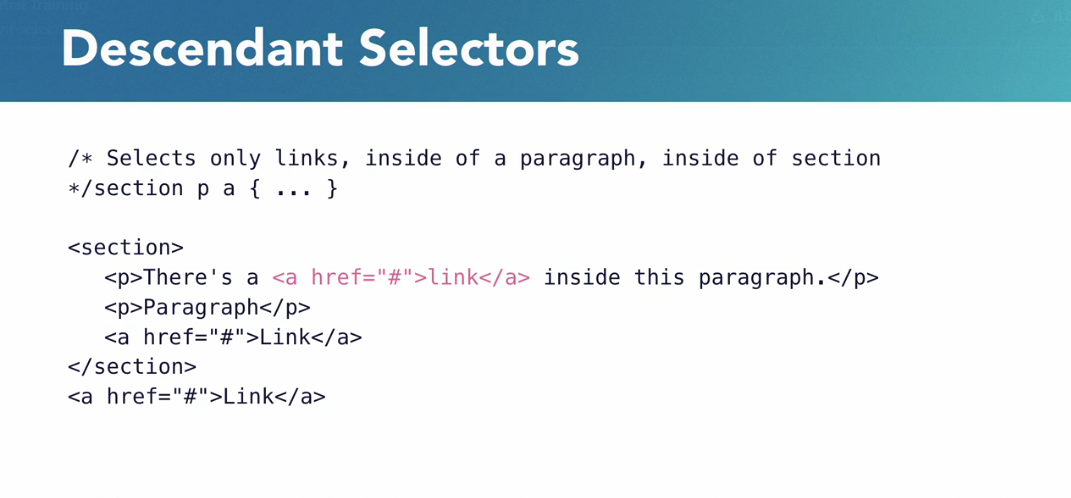 Descendant Selectors
/* Selects only links, inside of a paragraph, inside of section
*/section p a { ... }
<section>
<p>There's a <a href="#">link</a> inside this paragraph.</p>
<p>Paragraph</p>
<a href="#">Link</a>
</section>
<a href="#">Link</a>